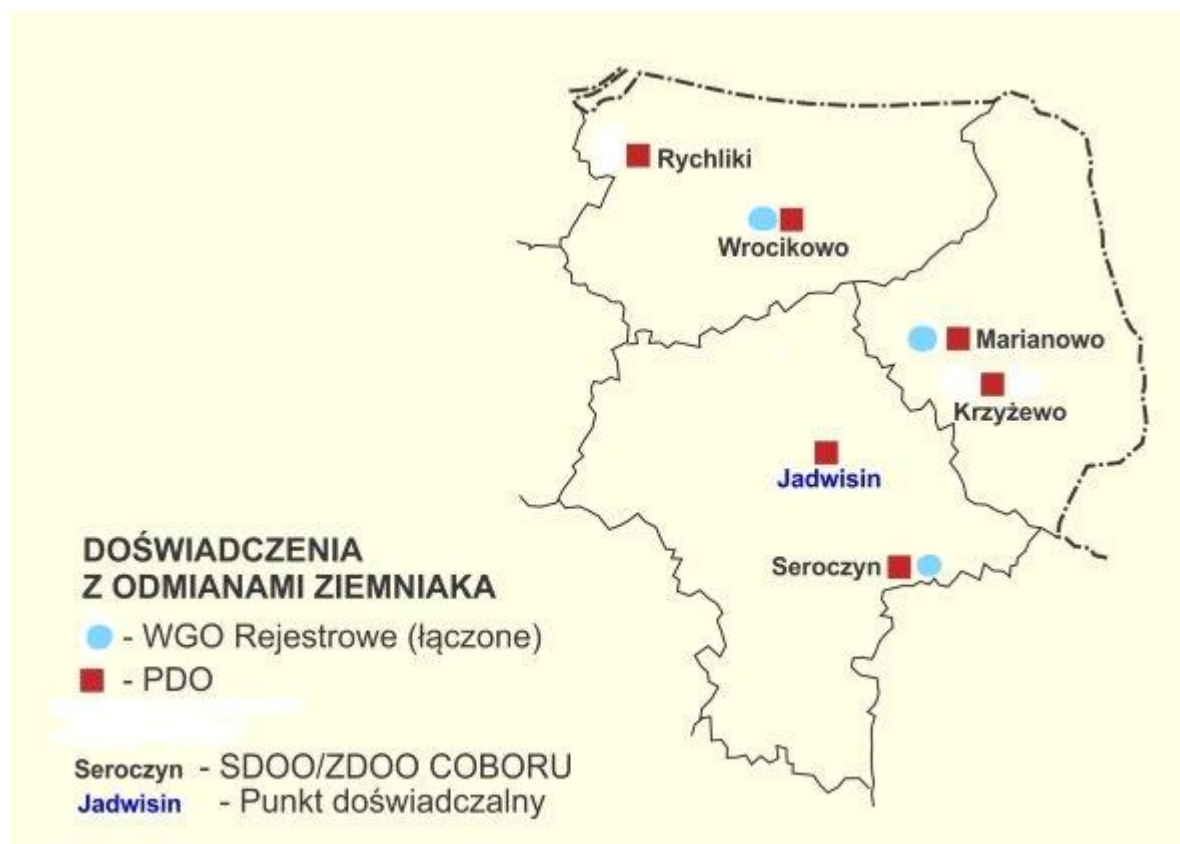 Rychliki
Wrocikowo
Marianowo
Krzyżewo
Jadwisin
Seroczyn
DOŚWIADCZENIA
Z ODMIANAMI ZIEMNIAKA
- WGO Rejestrowe (łączone)
- PDO
Seroczyn - SDOO/ZDOO COBORU
Jadwisin - Punkt doświadczalny